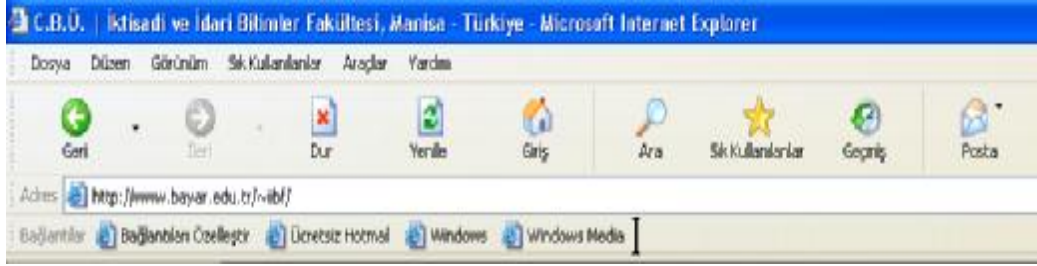 C.B.Ü. | İktisadi ve İdari Bilimler Fakültesi, Manisa - Türkiye - Microsoft Internet Explorer
Dosya Düzen Görünüm Sık Kullanılanlar Araçlar Yardım
Geri İleri Dur Yenile Giriş Ara Sık Kullanılanlar Geçmiş Posta
Adres http://www.bayar.edu.tr/~iibf/
Bağlantılar Bağlantıları Özelleştir Ücretsiz Hotmail Windows Windows Media